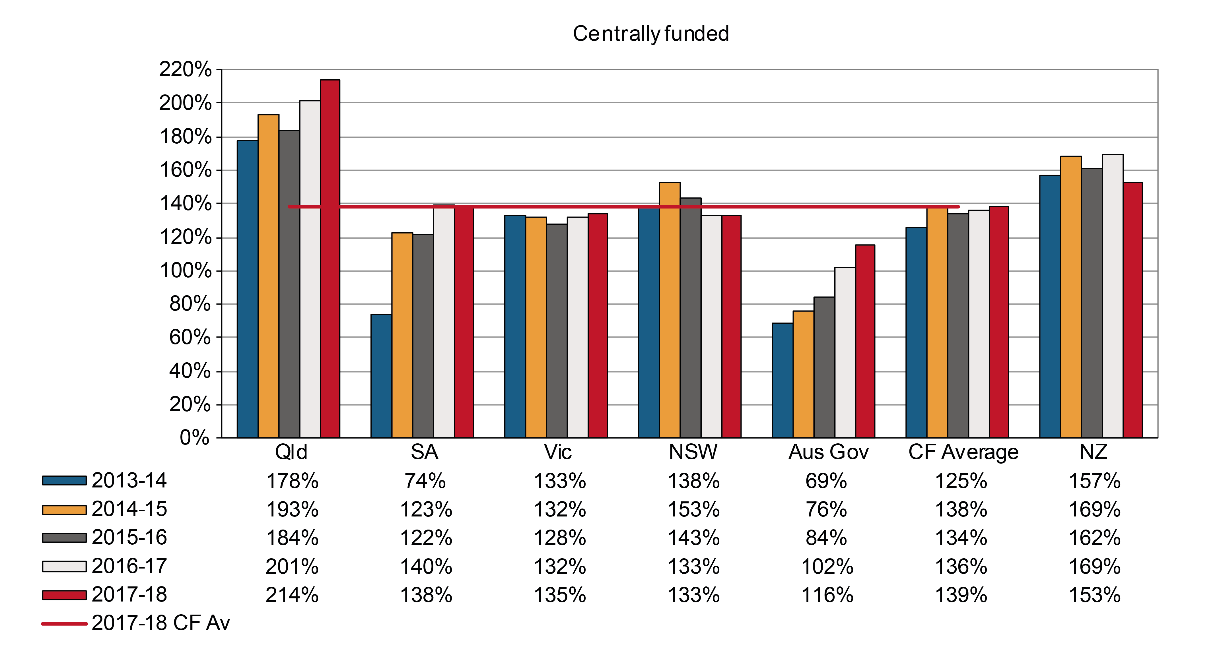 Centrally funded
220%
200%
180%
160%
140%
120%
100%
80%
60%
40%
20%
0%
Qld SA Vic NSW Aus Gov CF Average NZ
2013-14 178% 74% 133% 138% 69% 125% 157%
2014-15 193% 123% 132% 153% 76% 138% 169%
2015-16 184% 122% 128% 143% 84% 134% 162%
2016-17 201% 140% 132% 133% 102% 136% 169%
2017-18 214% 138% 135% 133% 116% 139% 153%
2017-18 CF Av